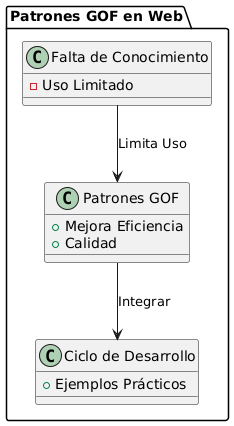 Patrones GOF en Web
C Falta de Conocimiento
Uso Limitado
Limita Uso
C Patrones GOF
Mejora Eficiencia
Calidad
Integrar
C Ciclo de Desarrollo
Ejemplos Prácticos